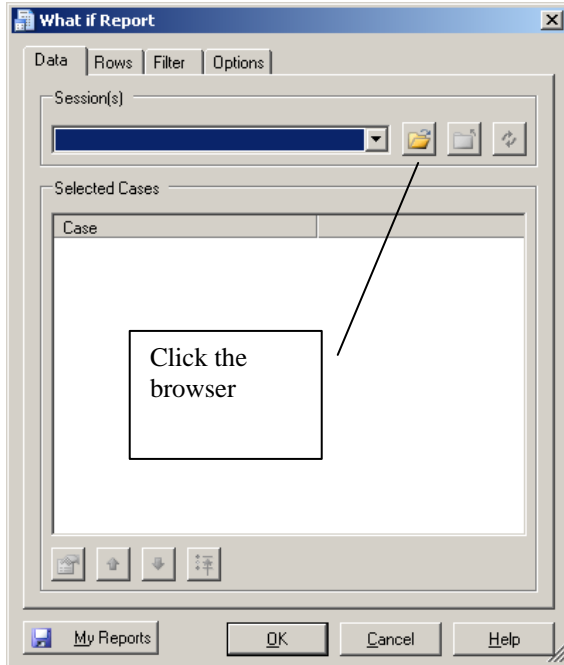 What if Report
Data Rows Filter Options
Session(s)
Selected Cases
Case
Click the
browser
My Reports OK Cancel Help